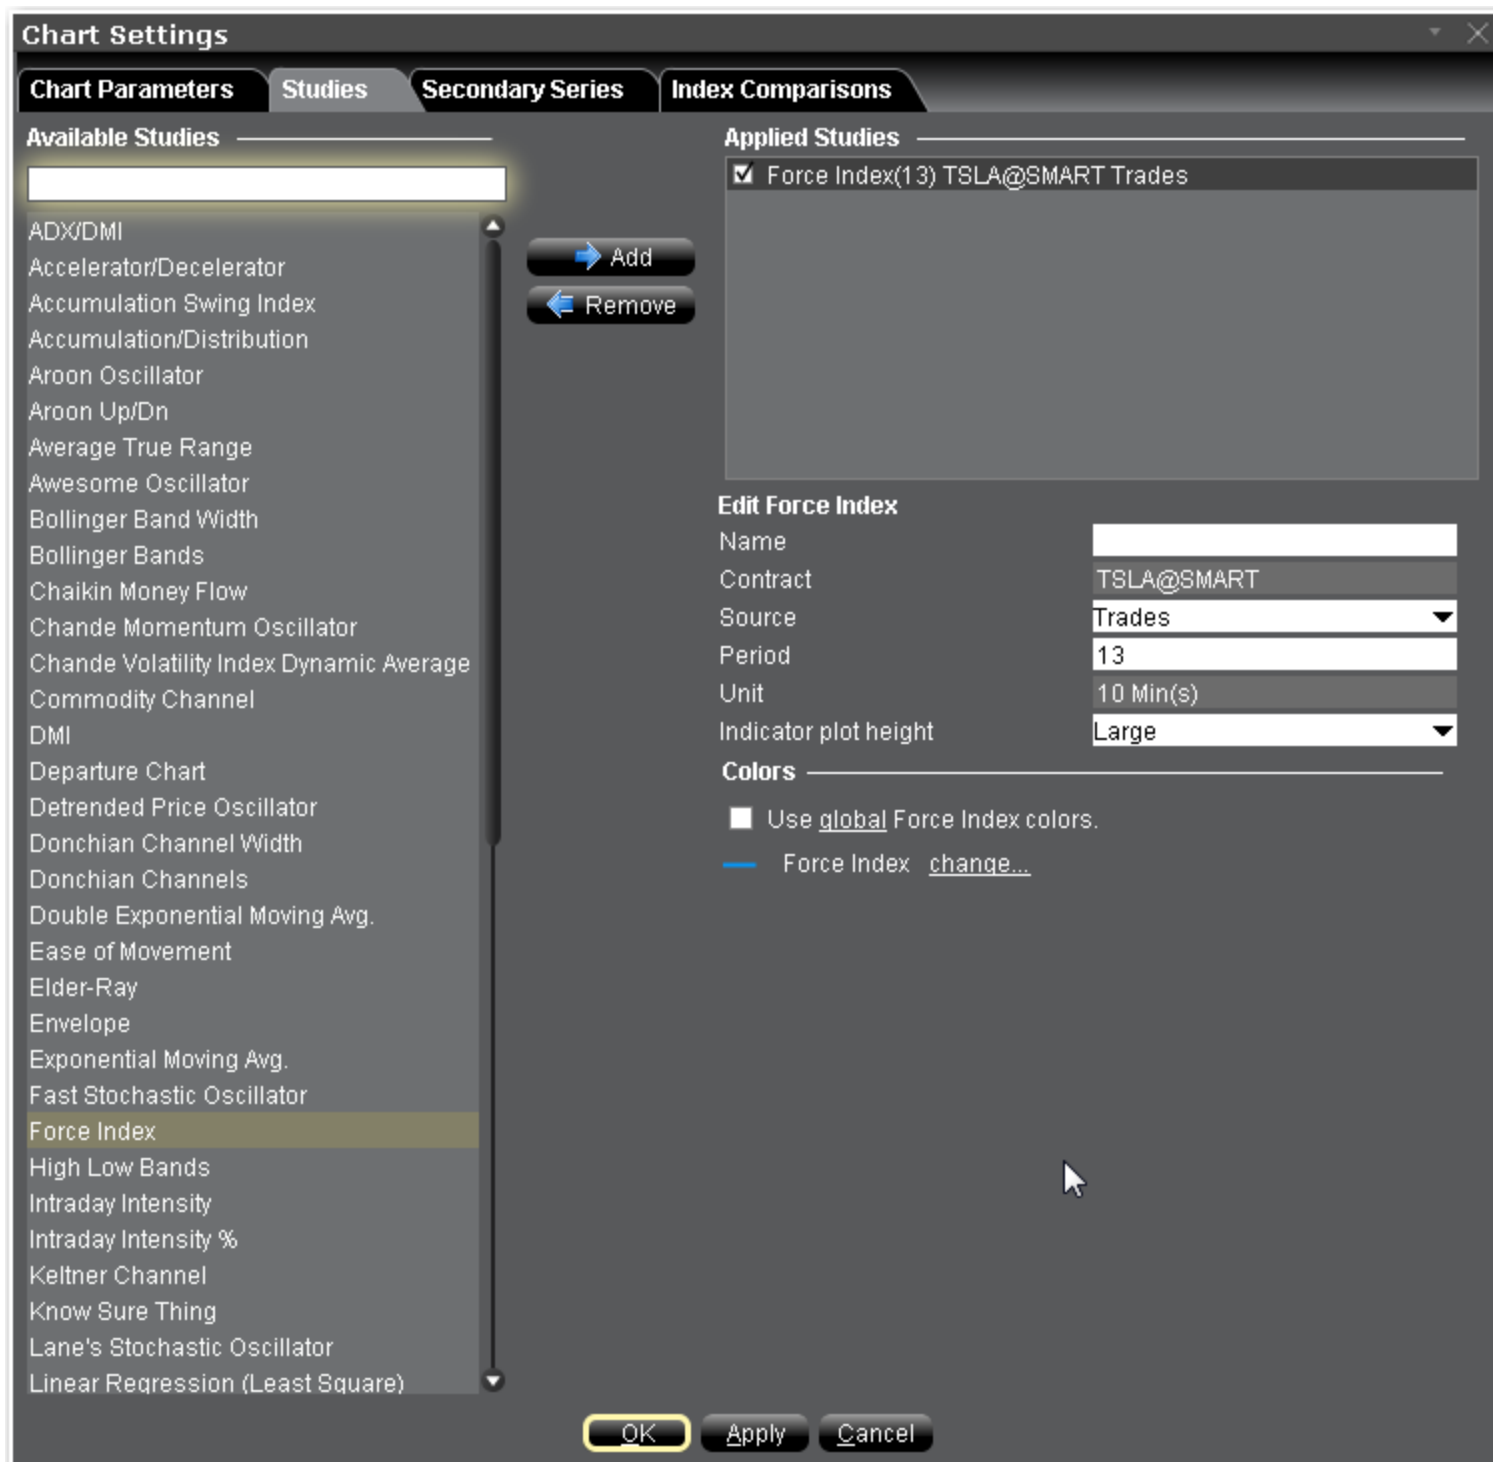 Chart Settings
Chart Parameters
Studies
Secondary Series
Index Comparisons
Available Studies
ADX/DMI
Accelerator/Decelerator
Accumulation Swing Index
Accumulation/Distribution
Aroon Oscillator
Aroon Up/Dn
Average True Range
Awesome Oscillator
Bollinger Band Width
Bollinger Bands
Chaikin Money Flow
Chande Momentum Oscillator
Chande Volatility Index Dynamic Average
Commodity Channel
DMI
Departure Chart
Detrended Price Oscillator
Donchian Channel Width
Donchian Channels
Double Exponential Moving Avg.
Ease of Movement
Elder-Ray
Envelope
Exponential Moving Avg.
Fast Stochastic Oscillator
Force Index
High Low Bands
Intraday Intensity
Intraday Intensity %
Keltner Channel
Know Sure Thing
Lane's Stochastic Oscillator
Linear Regression (Least Square)
Add
Remove
Applied Studies
Force Index(13) TSLA@SMART Trades
Edit Force Index
Name
Contract TSLA@SMART
Source Trades
Period 13
Unit 10 Min(s)
Indicator plot height Large
Colors
Use global Force Index colors.
Force Index change...
OK
Apply
Cancel